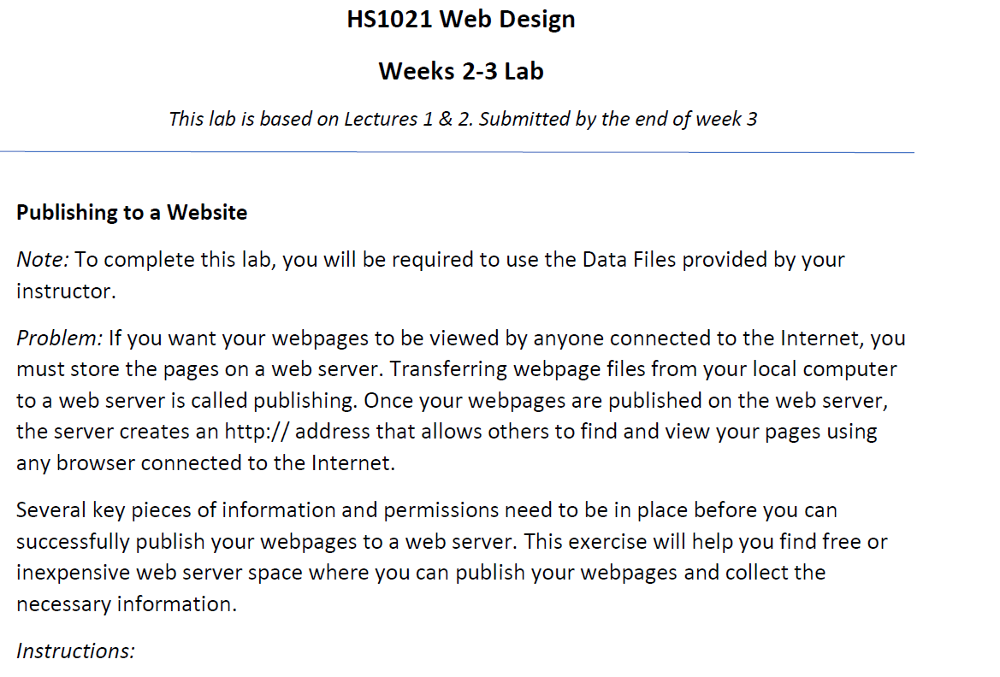 HS1021 Web Design
Weeks 2-3 Lab
This lab is based on Lectures 1 & 2. Submitted by the end of week 3
Publishing to a Website
Note: To complete this lab, you will be required to use the Data Files provided by your
instructor.
Problem: If you want your webpages to be viewed by anyone connected to the Internet, you
must store the pages on a web server. Transferring webpage files from your local computer
to a web server is called publishing. Once your webpages are published on the web server,
the server creates an http:// address that allows others to find and view your pages using
any browser connected to the Internet.
Several key pieces of information and permissions need to be in place before you can
successfully publish your webpages to a web server. This exercise will help you find free or
inexpensive web server space where you can publish your webpages and collect the
necessary information.
Instructions: